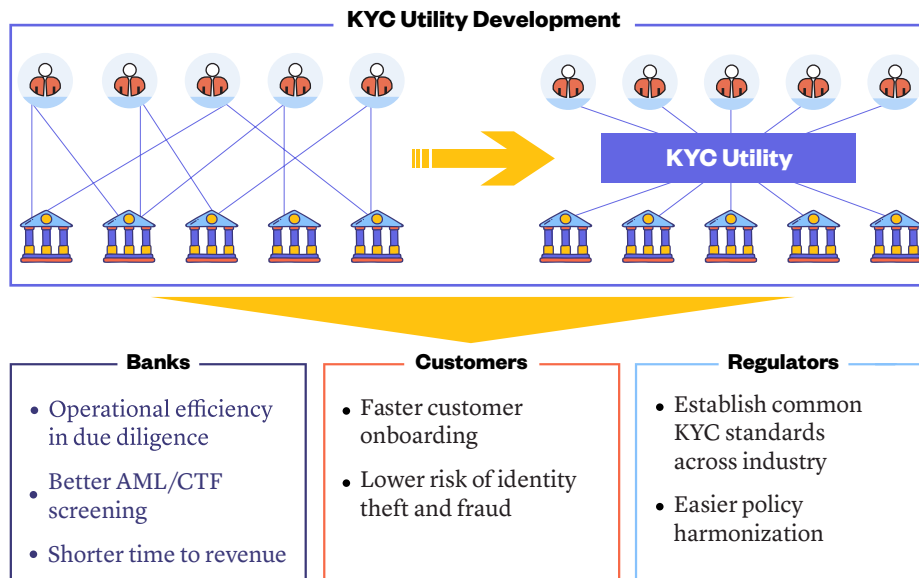 KYC Utility Development
KYC Utility
Banks
• Operational efficiency
in due diligence
• Better AML/CTF
screening
• Shorter time to revenue
Customers
• Faster customer
onboarding
• Lower risk of identity
theft and fraud
Regulators
• Establish common
KYC standards
across industry
• Easier policy
harmonization